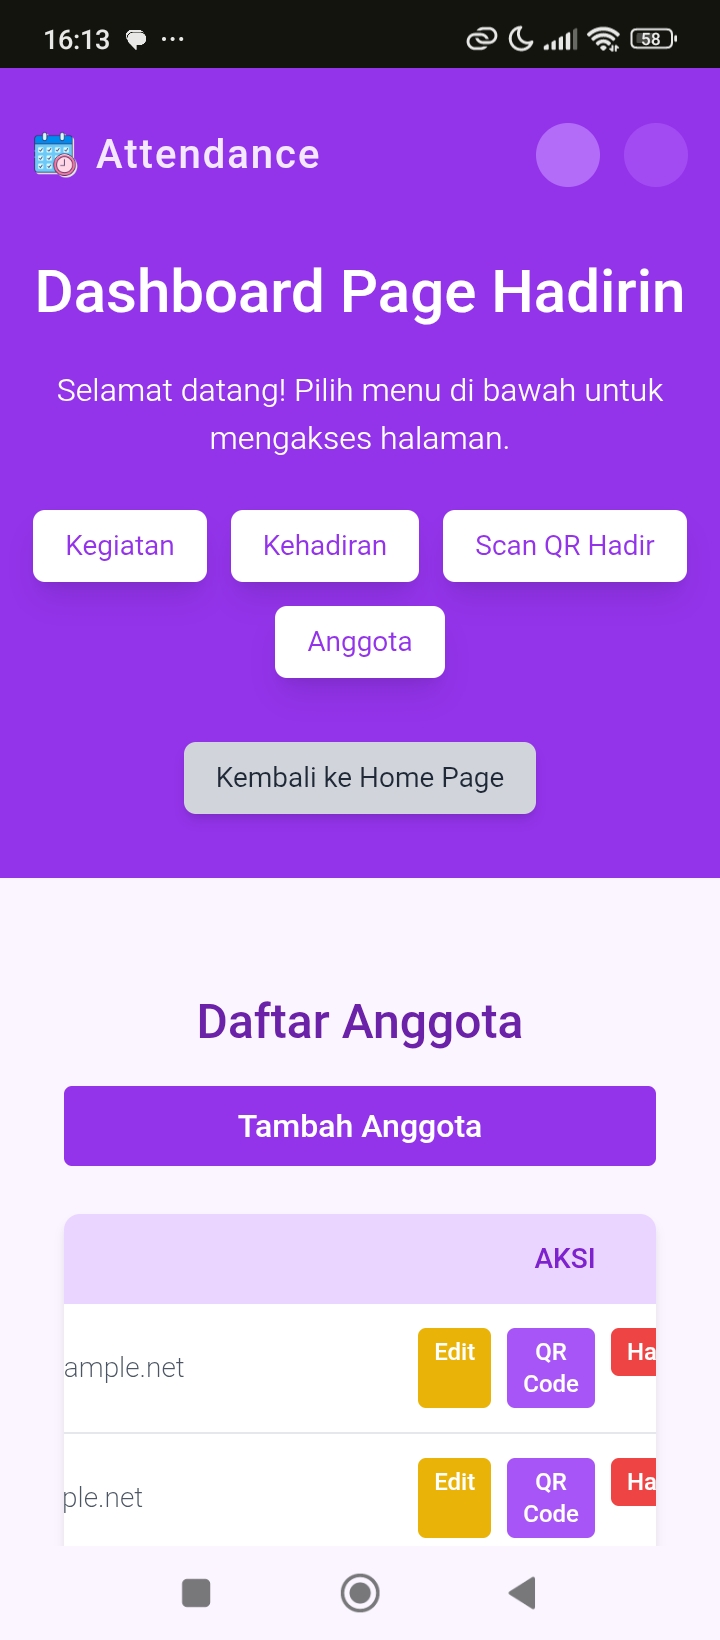 16:13
58
Attendance
Dashboard Page Hadirin
Selamat datang! Pilih menu di bawah untuk
mengakses halaman.
Kegiatan
Kehadiran
Scan QR Hadir
Anggota
Kembali ke Home Page
Daftar Anggota
Tambah Anggota
AKSI
ample.net
Edit
QR
Code
Ha
ple.net
Edit
QR
Code
Ha